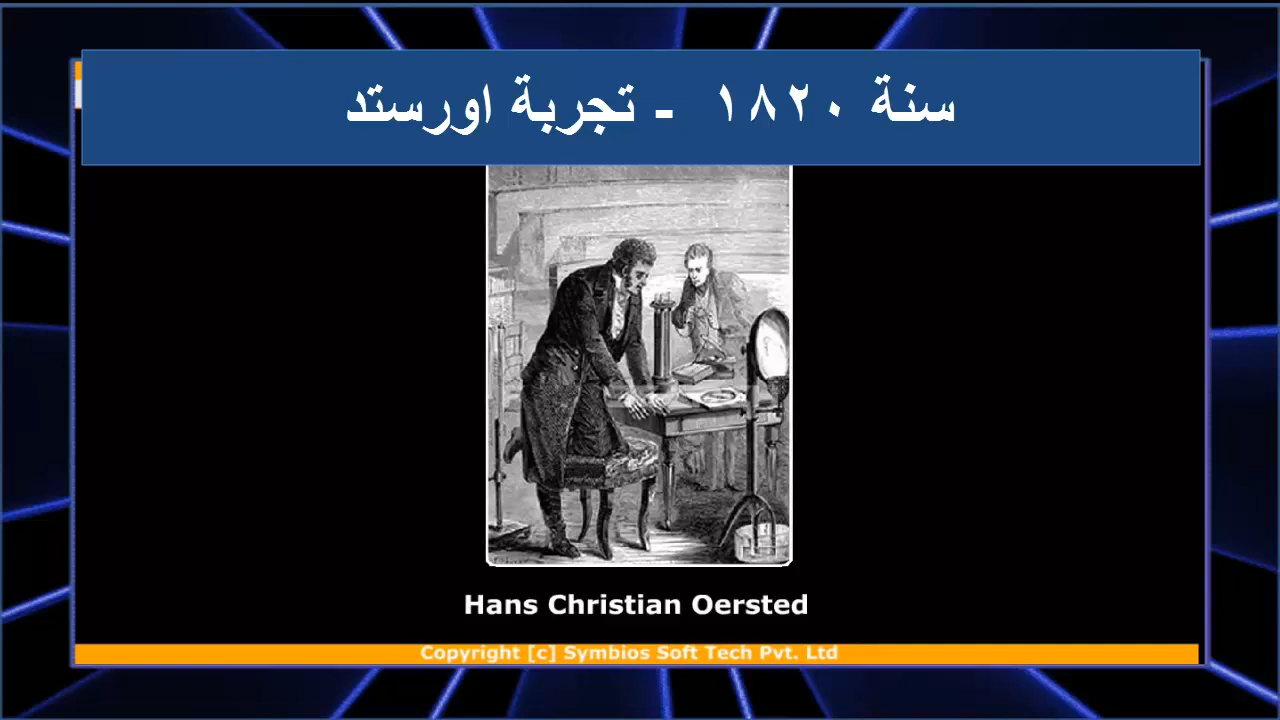 سنة ١٨٢٠ - تجربة اورستد
Hans Christian Oersted
Copyright [c] Symbios Soft Tech Pvt. Ltd